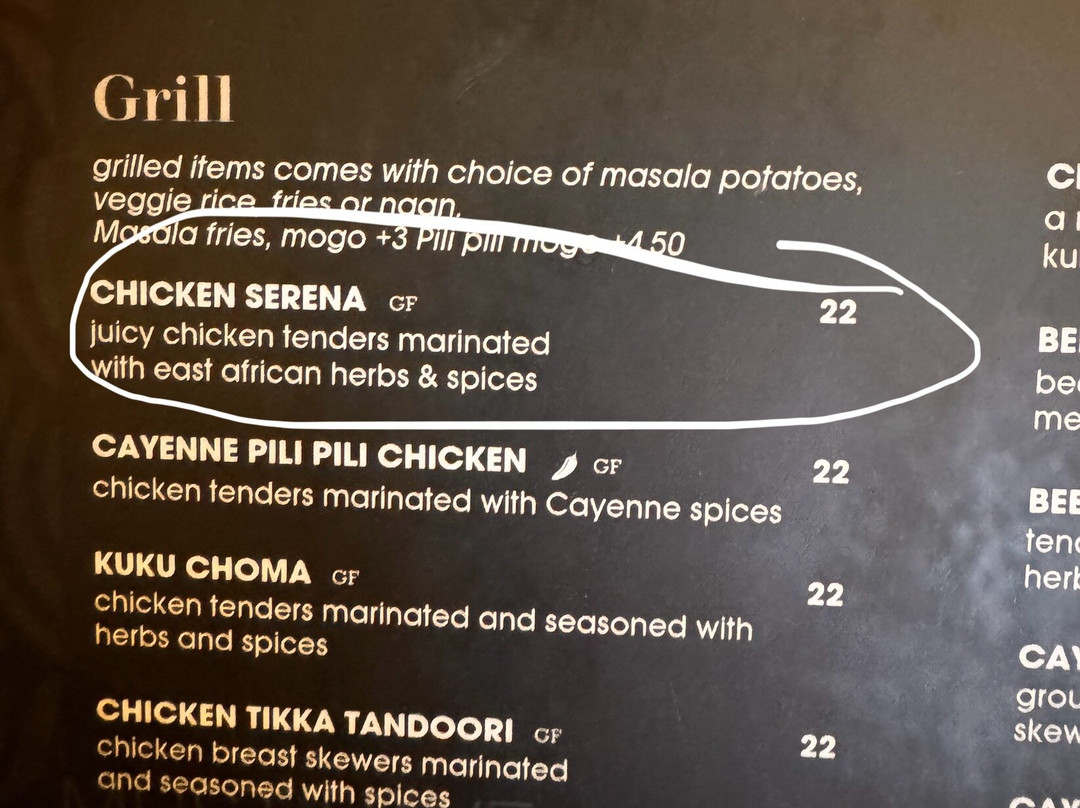 Grill
grilled items comes with choice of masala potatoes,
veggie rice, fries or naan.
Masala fries, mogo +3 Pili pili mogo +4.50
CHICKEN SERENA GF 22
juicy chicken tenders marinated
with east african herbs & spices
CAYENNE PILI PILI CHICKEN GF 22
chicken tenders marinated with Cayenne spices
KUKU CHOMA GF 22
chicken tenders marinated and seasoned with
herbs and spices
CHICKEN TIKKA TANDOORI GF 22
chicken breast skewers marinated
and seasoned with spices
a